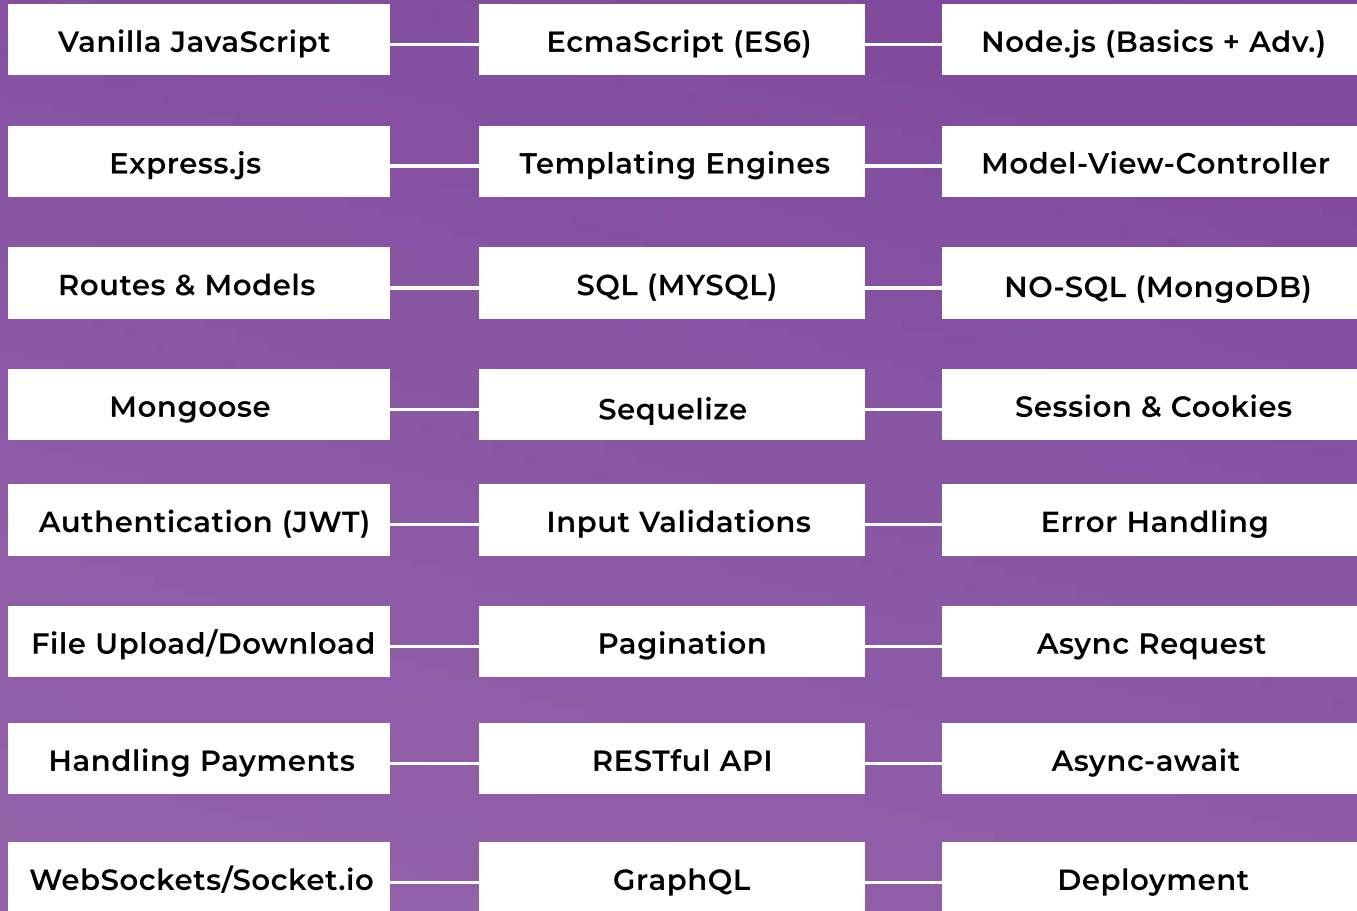 Vanilla JavaScript
EcmaScript (ES6)
Node.js (Basics + Adv.)
Express.js
Templating Engines
Model-View-Controller
Routes & Models
SQL (MYSQL)
NO-SQL (MongoDB)
Mongoose
Sequelize
Session & Cookies
Authentication (JWT)
Input Validations
Error Handling
File Upload/Download
Pagination
Async Request
Handling Payments
RESTful API
Async-await
WebSockets/Socket.io
GraphQL
Deployment